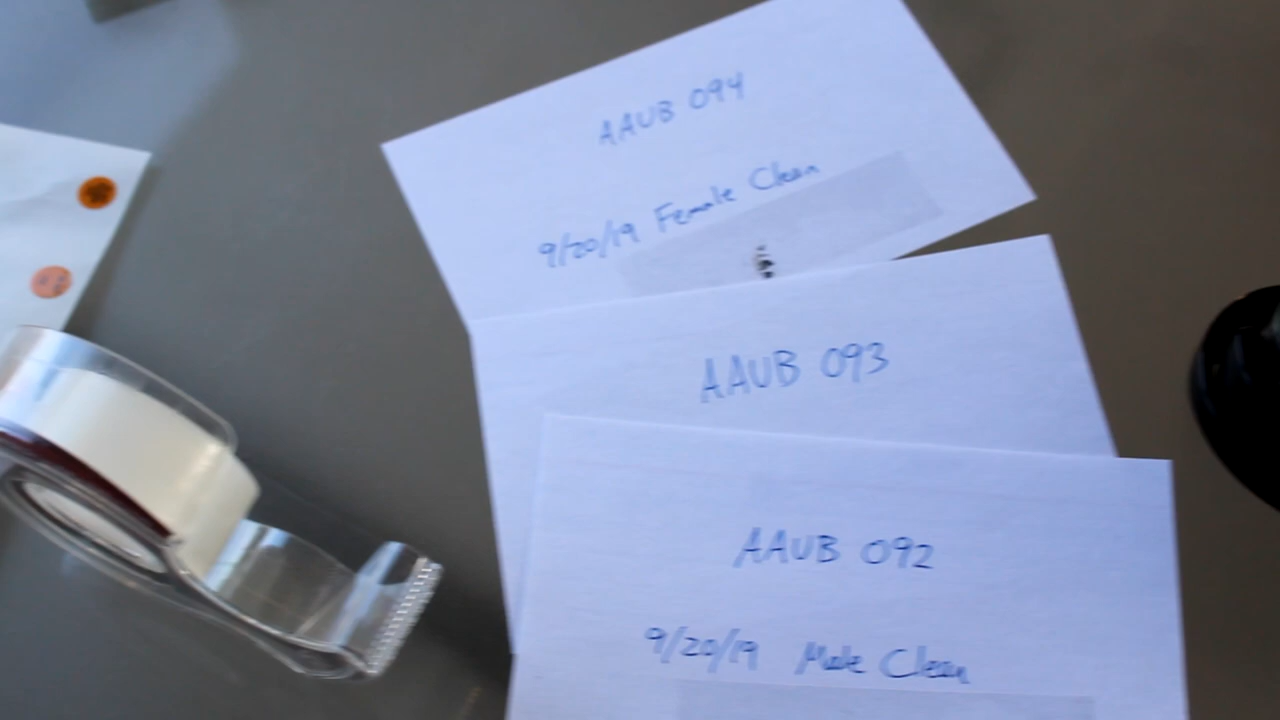 AAUB 094
9/20/19 Female Clean
AAUB 093
AAUB 092
9/20/19 Male Clean